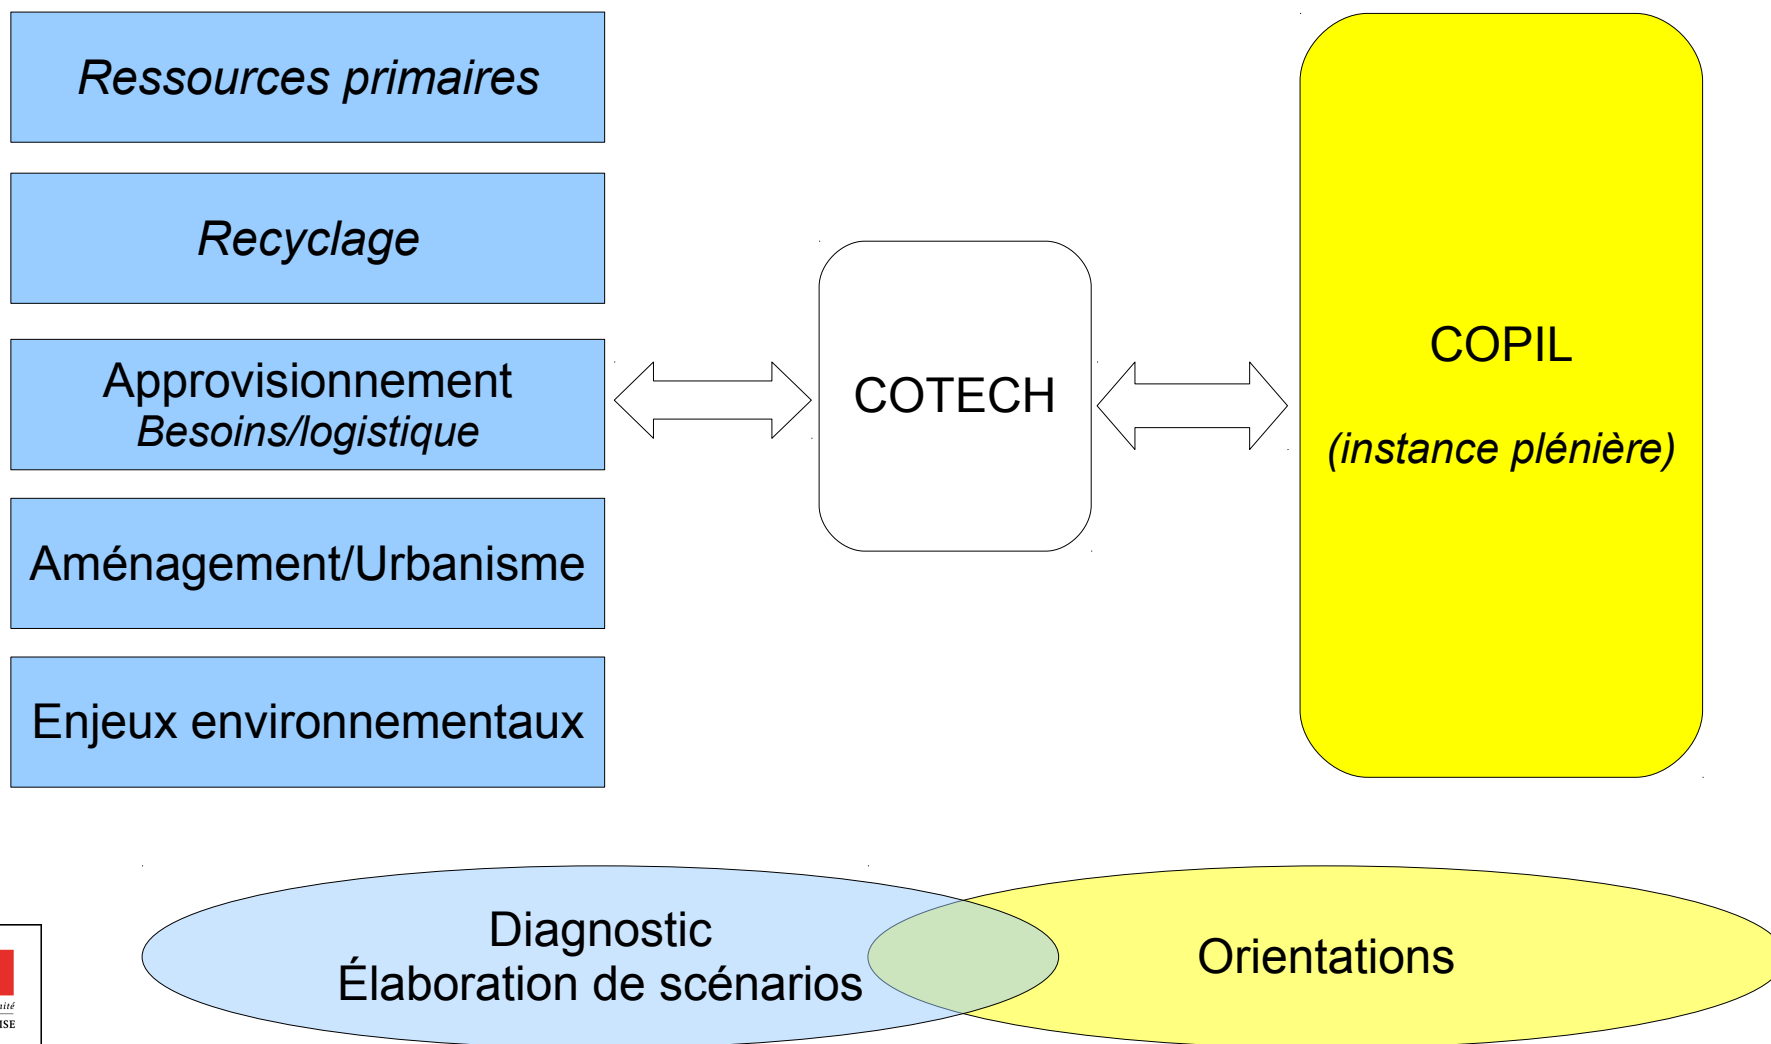 Ressources primaires
Recyclage
Approvisionnement
Besoins/logistique
Aménagement/Urbanisme
Enjeux environnementaux
COTECH
COPIL
(instance plénière)
Diagnostic
Élaboration de scénarios
Orientations